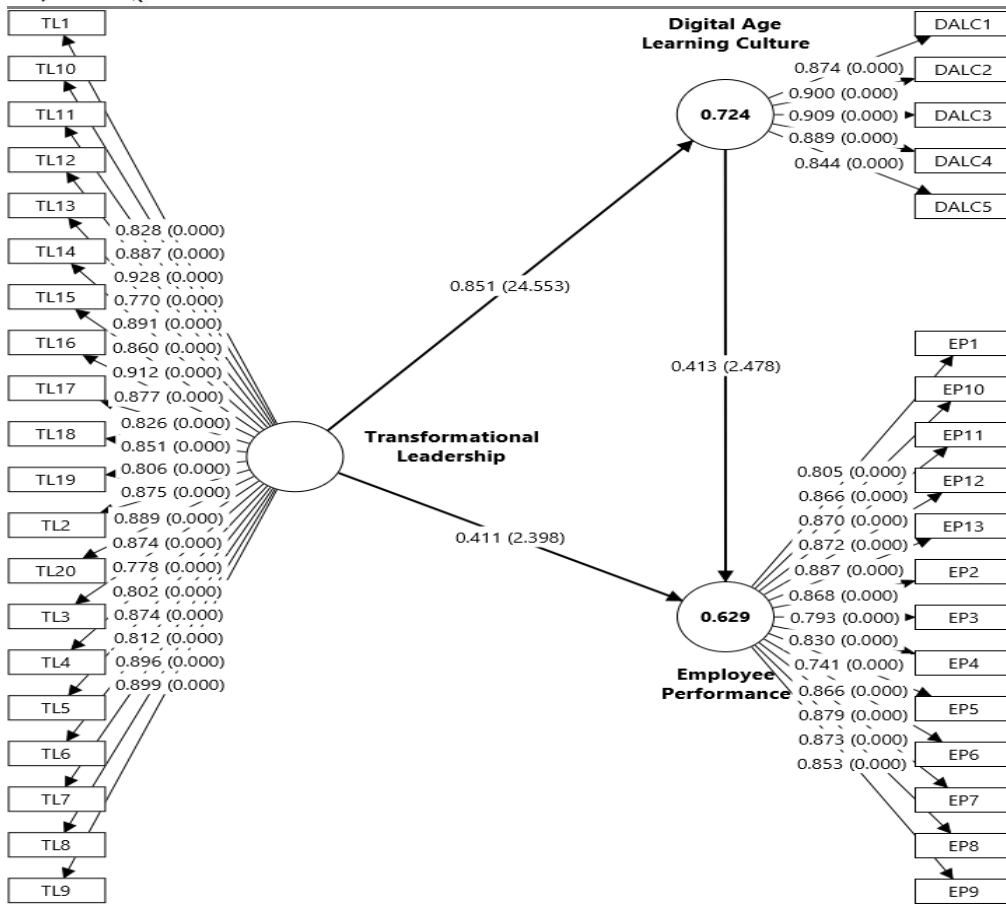 TL1
TL10
TL11
TL12
TL13
TL14
TL15
TL16
TL17
TL18
TL19
TL2
TL20
TL3
TL4
TL5
TL6
TL7
TL8
TL9
0.828 (0.000)
0.887 (0.000)
0.928 (0.000)
0.770 (0.000)
0.891 (0.000)
0.860 (0.000)
0.912 (0.000)
0.877 (0.000)
0.826 (0.000)
0.851 (0.000)
0.806 (0.000)
0.875 (0.000)
0.889 (0.000)
0.874 (0.000)
0.778 (0.000)
0.802 (0.000)
0.874 (0.000)
0.812 (0.000)
0.896 (0.000)
0.899 (0.000)
Transformational
Leadership
0.851 (24.553)
0.411 (2.398)
Digital Age
Learning Culture
0.724
0.413 (2.478)
0.629
Employee
Performance
0.874 (0.000)
0.900 (0.000)
0.909 (0.000)
0.889 (0.000)
0.844 (0.000)
DALC1
DALC2
DALC3
DALC4
DALC5
0.805 (0.000)
0.866 (0.000)
0.870 (0.000)
0.872 (0.000)
0.887 (0.000)
0.868 (0.000)
0.793 (0.000)
0.830 (0.000)
0.741 (0.000)
0.866 (0.000)
0.879 (0.000)
0.873 (0.000)
0.853 (0.000)
EP1
EP10
EP11
EP12
EP13
EP2
EP3
EP4
EP5
EP6
EP7
EP8
EP9